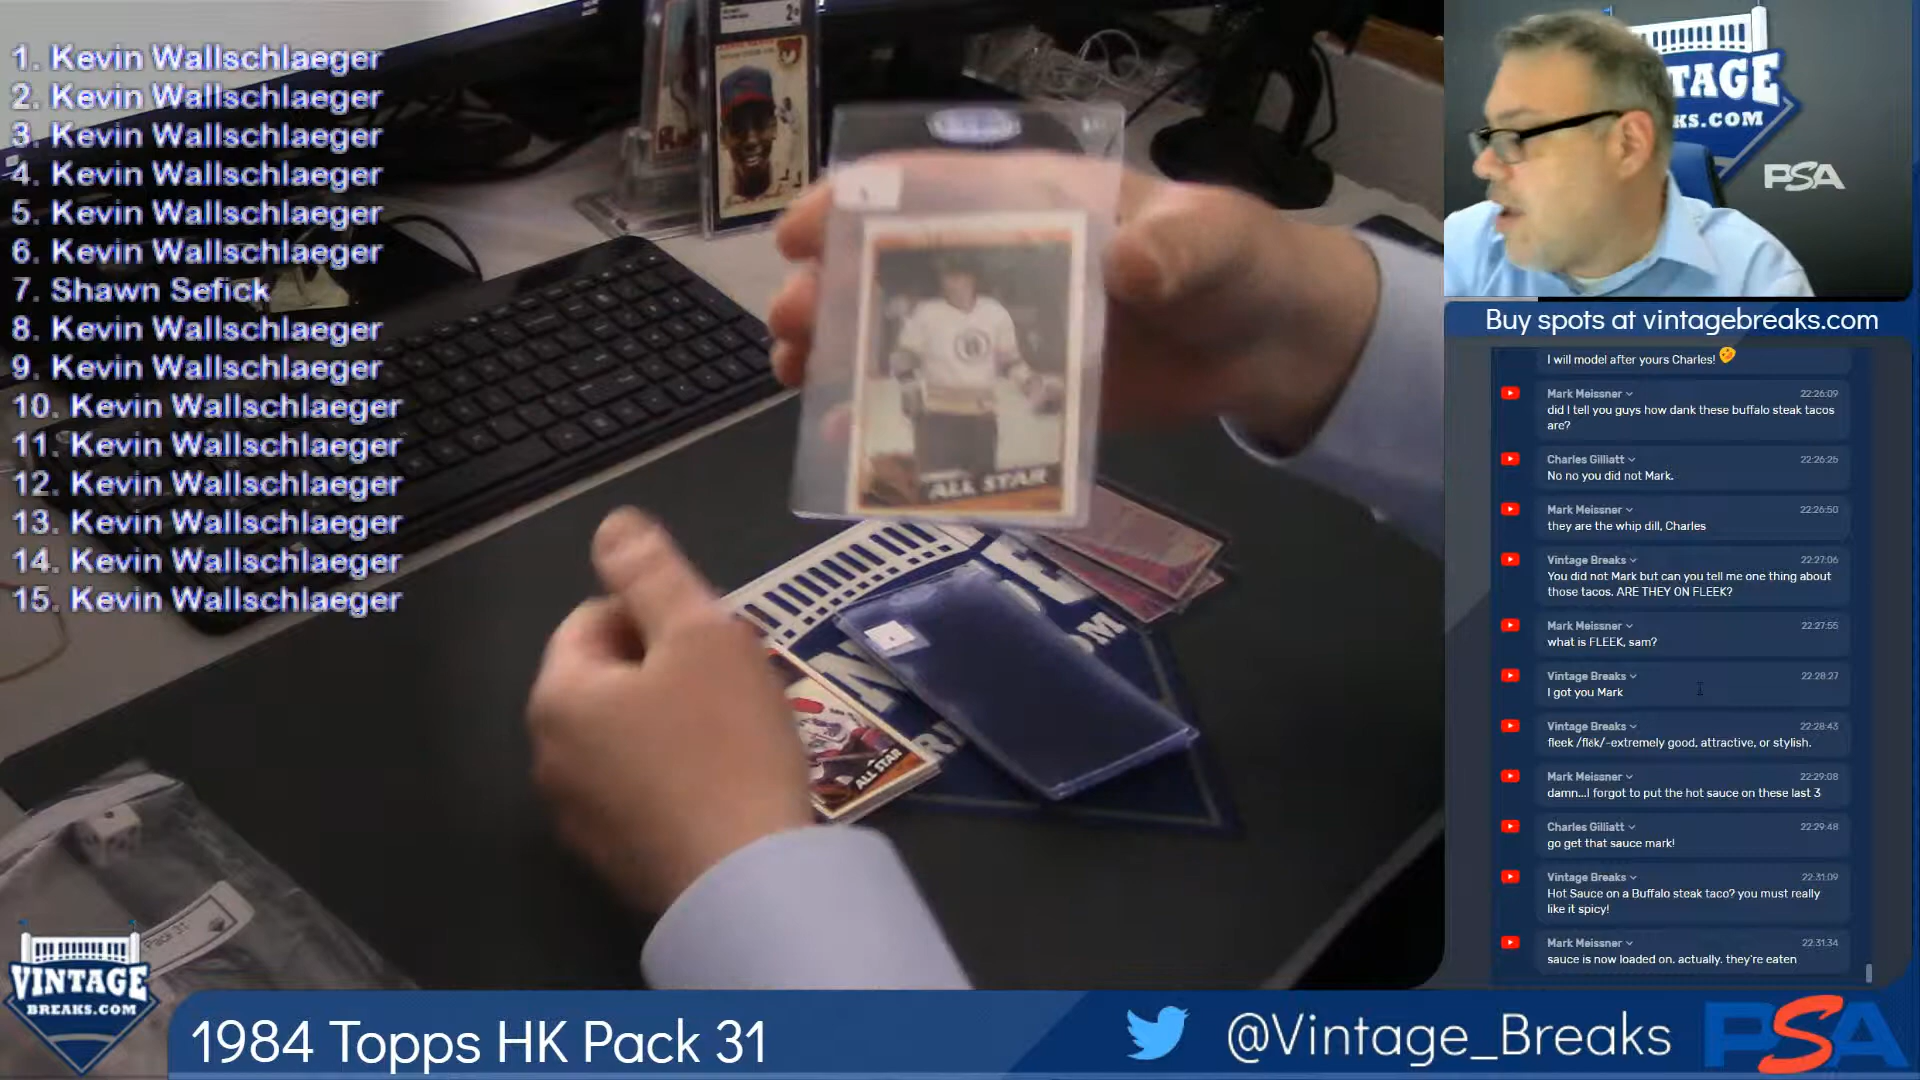 1. Kevin Wallschlaeger
2. Kevin Wallschlaeger
3. Kevin Wallschlaeger
4. Kevin Wallschlaeger
5. Kevin Wallschlaeger
6. Kevin Wallschlaeger
7. Shawn Sefick
8. Kevin Wallschlaeger
9. Kevin Wallschlaeger
10. Kevin Wallschlaeger
11. Kevin Wallschlaeger
12. Kevin Wallschlaeger
13. Kevin Wallschlaeger
14. Kevin Wallschlaeger
15. Kevin Wallschlaeger
2
ALL STAR
ALL STAR
Pack 31
TAGE
KS.COM
PSA
Buy spots at vintagebreaks.com
I will model after yours Charles!
Mark Meissner 22:26:09
did I tell you guys how dank these buffalo steak tacos
are?
Charles Gilliatt 22:26:25
No no you did not Mark.
Mark Meissner 22:26:50
they are the whip dill, Charles
Vintage Breaks 22:27:06
You did not Mark but can you tell me one thing about
those tacos. ARE THEY ON FLEEK?
Mark Meissner 22:27:55
what is FLEEK, sam?
Vintage Breaks 22:28:27
I got you Mark
Vintage Breaks 22:28:43
fleek /flēk/-extremely good, attractive, or stylish.
Mark Meissner 22:29:08
damn...I forgot to put the hot sauce on these last 3
Charles Gilliatt 22:29:48
go get that sauce mark!
Vintage Breaks 22:31:09
Hot Sauce on a Buffalo steak taco? you must really
like it spicy!
Mark Meissner 22:31:34
sauce is now loaded on. actually. they're eaten
VINTAGE
BREAKS.COM
1984 Topps HK Pack 31
@Vintage_Breaks
PSA